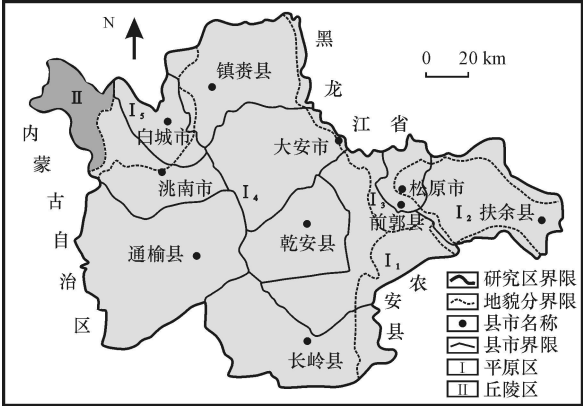 N
黑龙江省
0 20 km
镇赉县
II
I5
白城市
大安市
内蒙古自治区
洮南市
I4
松原市
I3
前郭县
I2
扶余县
通榆县
乾安县
I1
农安县
长岭县
研究区界限
地貌分界限
县市名称
县市界限
I 平原区
II 丘陵区